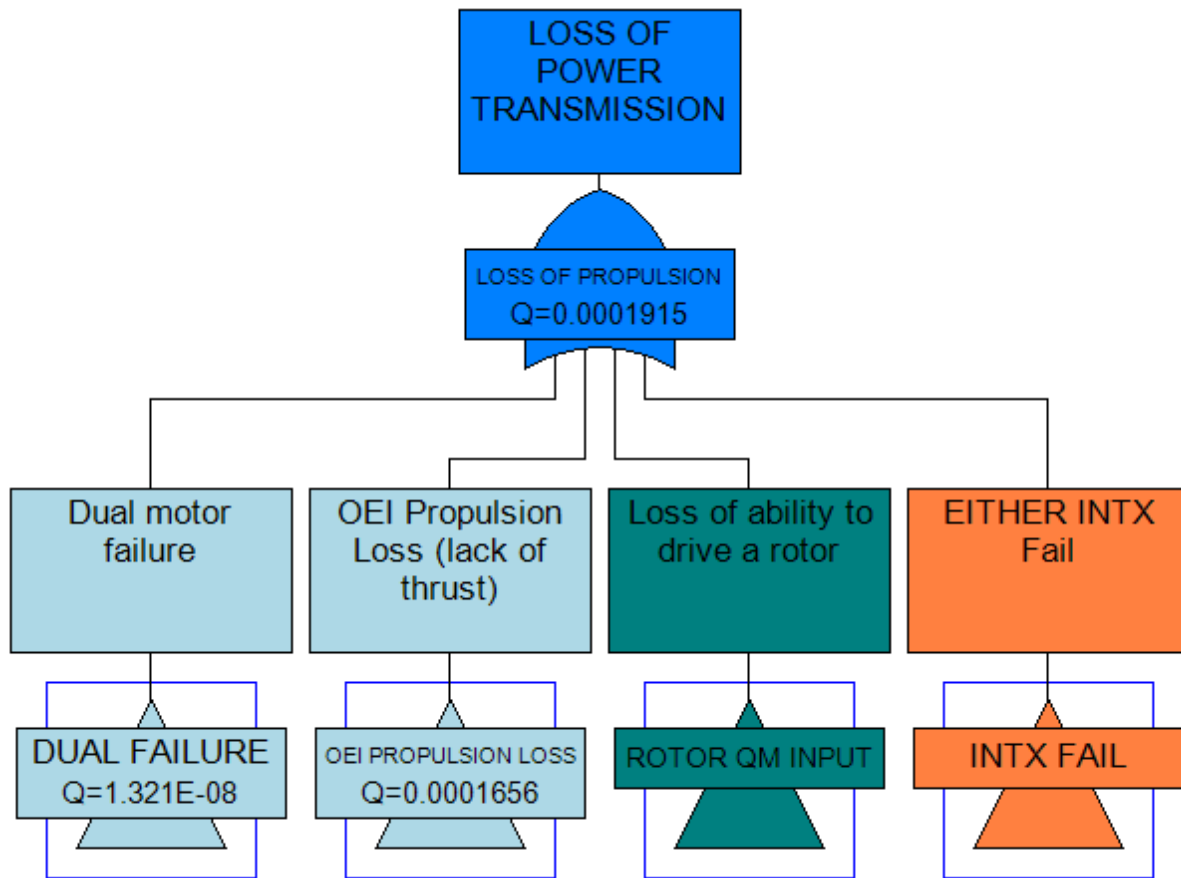 LOSS OF
POWER
TRANSMISSION
LOSS OF PROPULSION
Q=0.0001915
Dual motor
failure
OEI Propulsion
Loss (lack of
thrust)
Loss of ability to
drive a rotor
EITHER INTX
Fail
DUAL FAILURE
Q=1.321E-08
OEI PROPULSION LOSS
Q=0.0001656
ROTOR QM INPUT
INTX FAIL